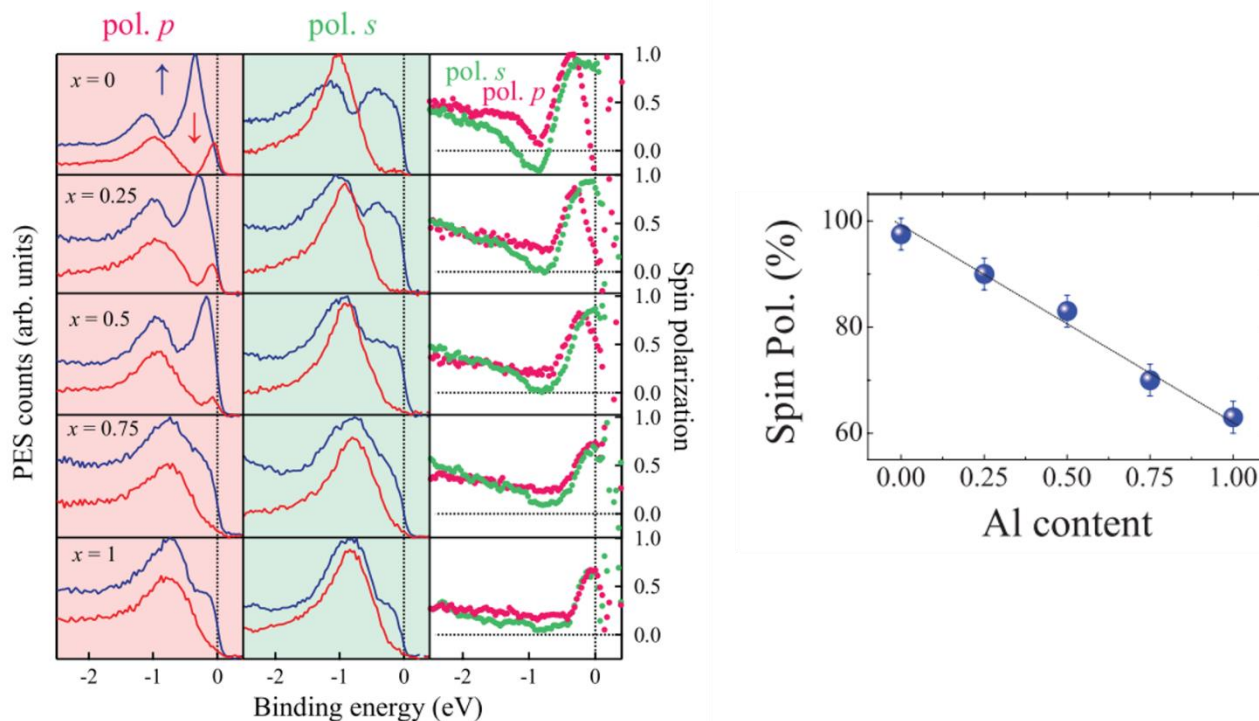 pol. p pol. s
x = 0
pol. s
pol. p
1.0
0.5
0.0
x = 0.25
1.0
0.5
0.0
x = 0.5
1.0
0.5
0.0
x = 0.75
1.0
0.5
0.0
x = 1
1.0
0.5
0.0
PES counts (arb. units)
Spin polarization
-2 -1 0 -2 -1 0 -2 -1 0
Binding energy (eV)
Spin Pol. (%)
100
80
60
0.00 0.25 0.50 0.75 1.00
Al content